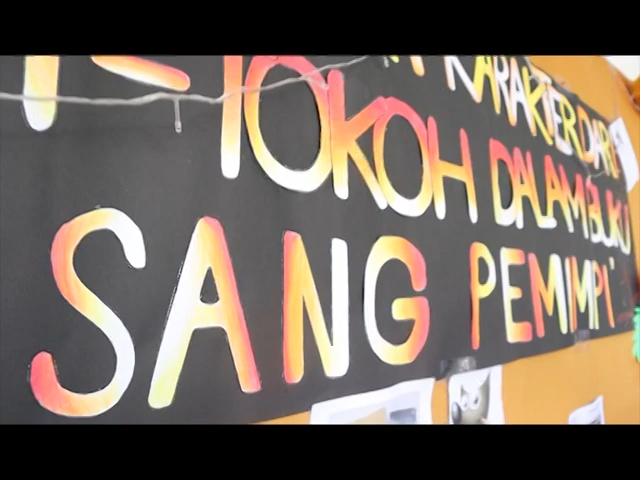 KARAKTER DARI
TOKOH DALAM BUKU
SANG PEMIMPI